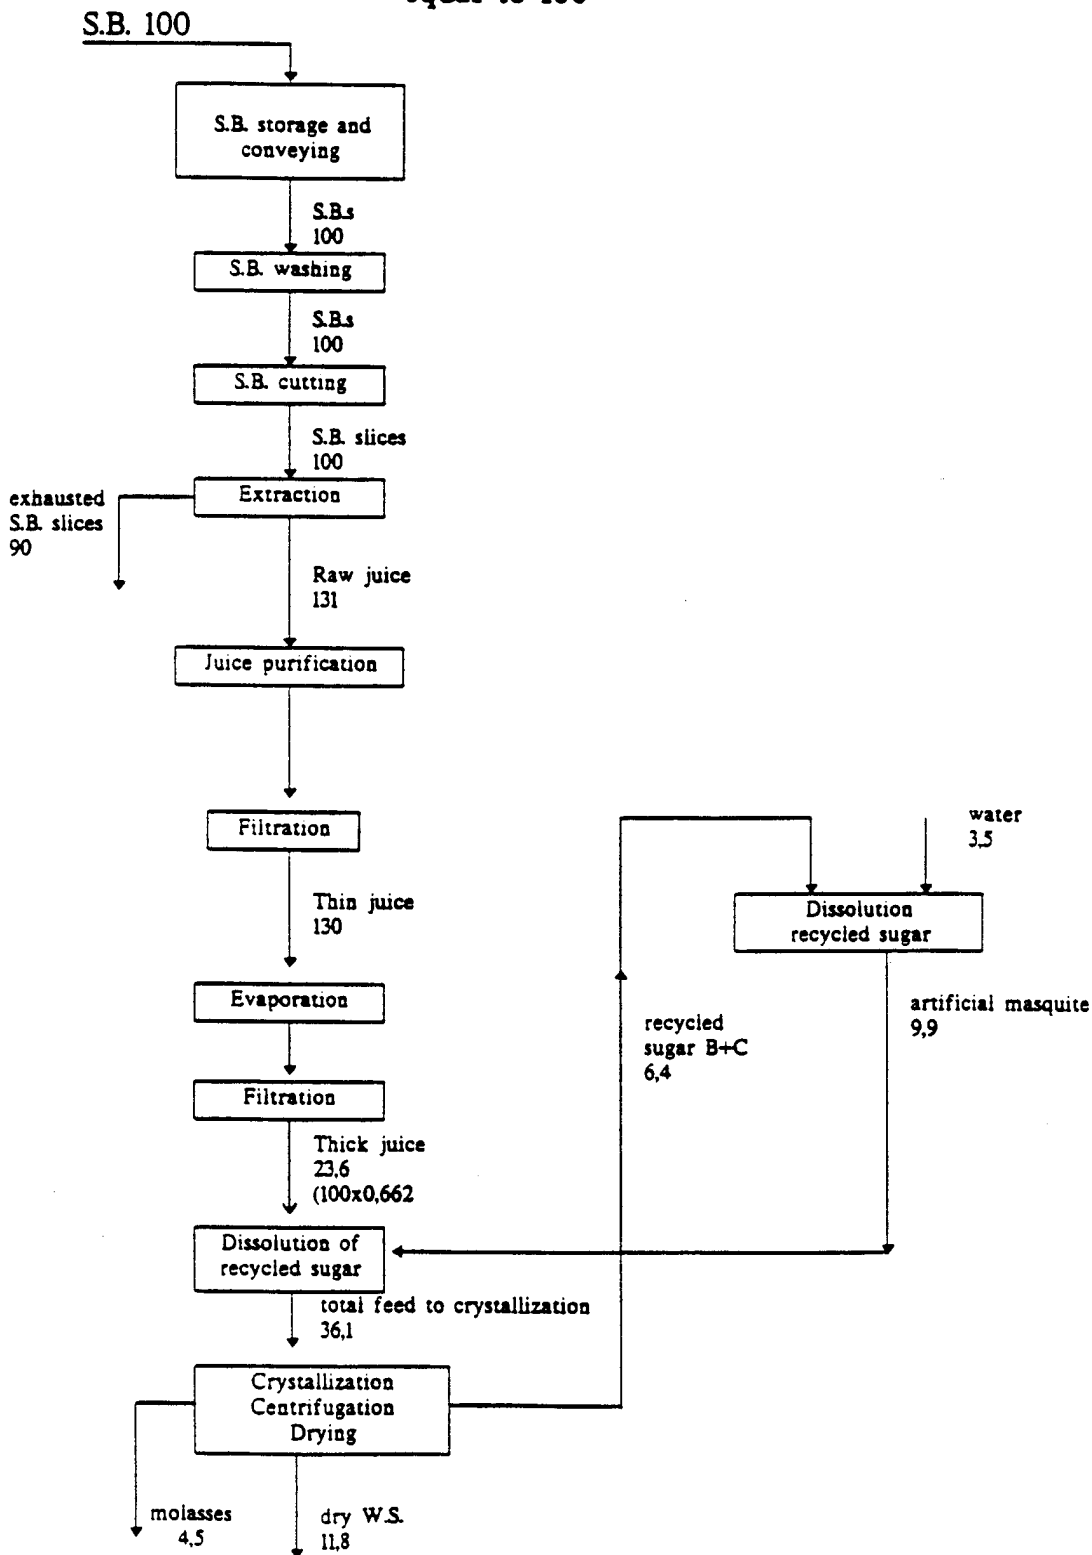 equal to 100
S.B. 100
S.B. storage and
conveying
S.B.s
100
S.B. washing
S.B.s
100
S.B. cutting
S.B. slices
100
Extraction
exhausted
S.B. slices
90
Raw juice
131
Juice purification
Filtration
Thin juice
130
Evaporation
Filtration
Thick juice
23,6
(100x0,662
Dissolution of
recycled sugar
total feed to crystallization
36,1
Crystallization
Centrifugation
Drying
molasses
4,5
dry W.S.
11,8
recycled
sugar B+C
6,4
water
3,5
Dissolution
recycled sugar
artificial masquite
9,9